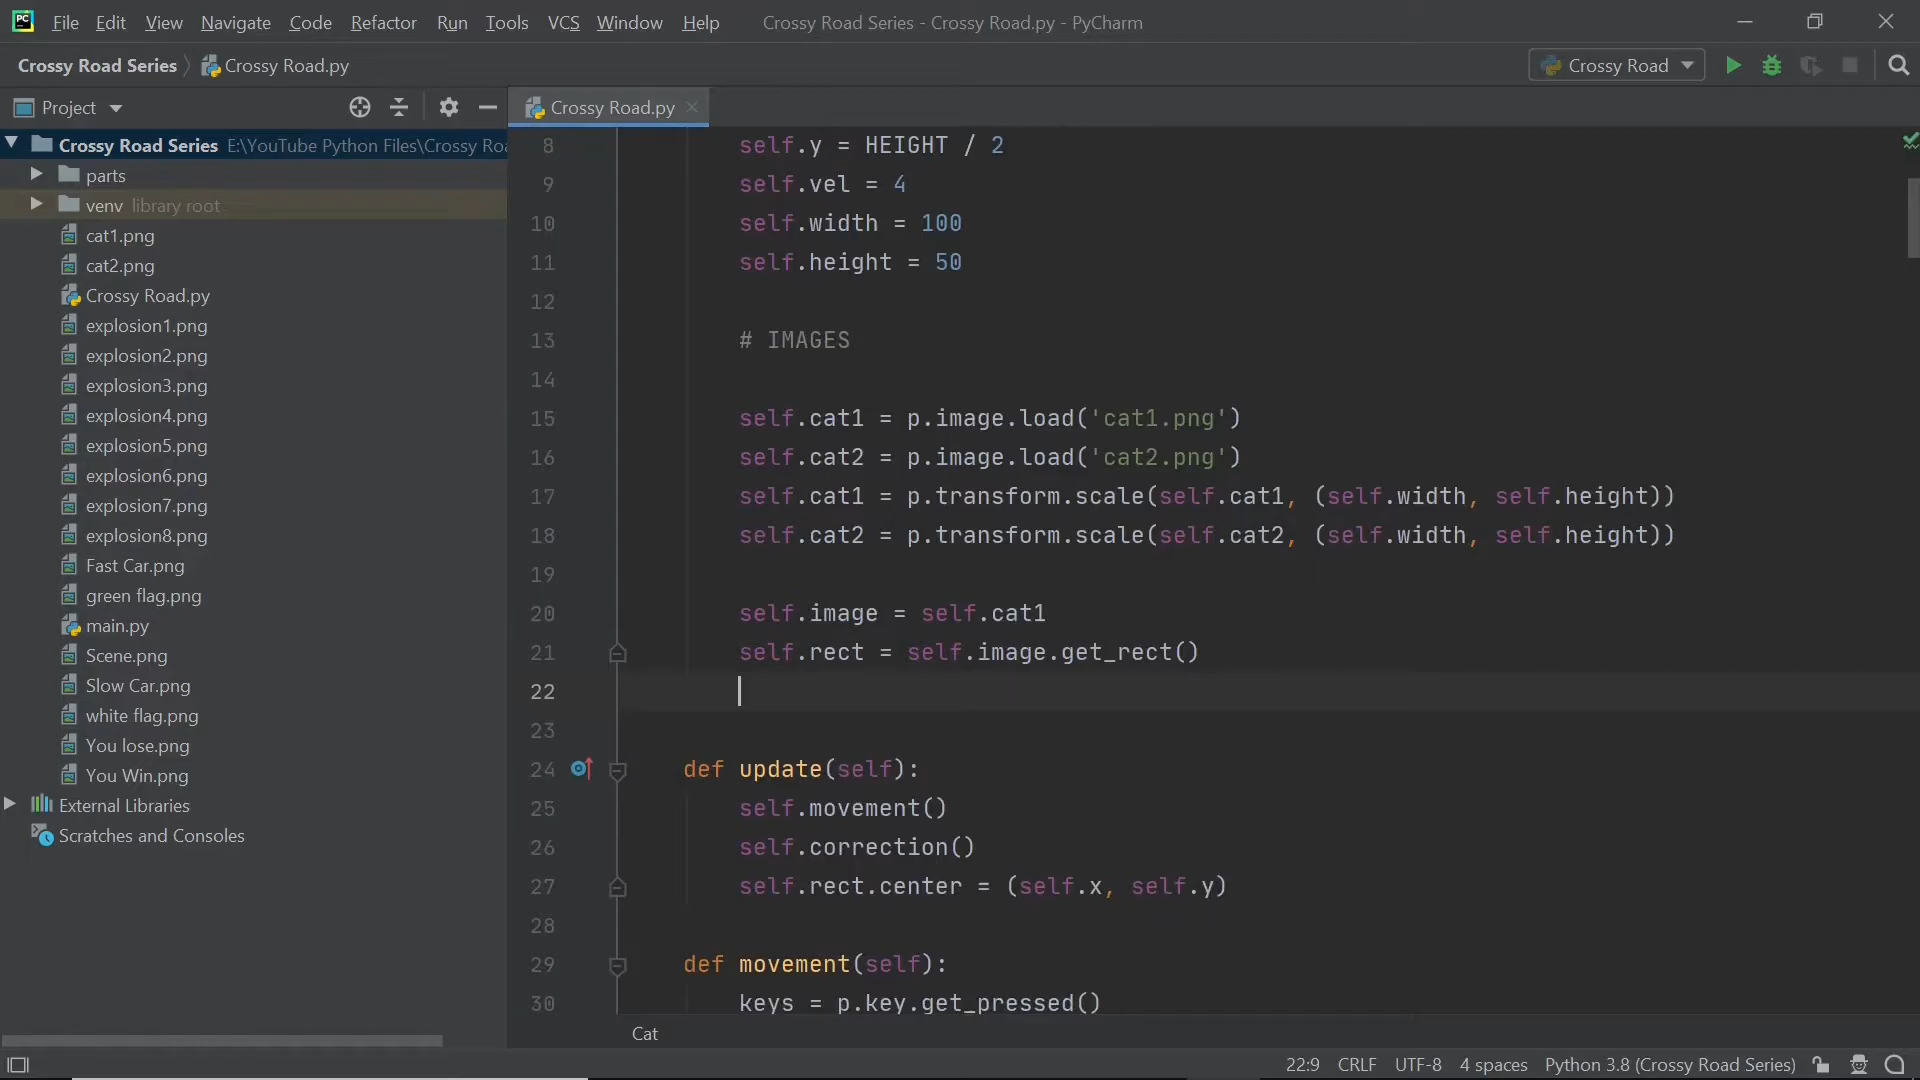 File Edit View Navigate Code Refactor Run Tools VCS Window Help Crossy Road Series - Crossy Road.py - PyCharm
Crossy Road Series Crossy Road.py Crossy Road
Project Crossy Road.py
Crossy Road Series E:\YouTube Python Files\Crossy Roa
parts
venv library root
cat1.png
cat2.png
Crossy Road.py
explosion1.png
explosion2.png
explosion3.png
explosion4.png
explosion5.png
explosion6.png
explosion7.png
explosion8.png
Fast Car.png
green flag.png
main.py
Scene.png
Slow Car.png
white flag.png
You lose.png
You Win.png
External Libraries
Scratches and Consoles
8 self.y = HEIGHT / 2
9 self.vel = 4
10 self.width = 100
11 self.height = 50
12
13 # IMAGES
14
15 self.cat1 = p.image.load('cat1.png')
16 self.cat2 = p.image.load('cat2.png')
17 self.cat1 = p.transform.scale(self.cat1, (self.width, self.height))
18 self.cat2 = p.transform.scale(self.cat2, (self.width, self.height))
19
20 self.image = self.cat1
21 self.rect = self.image.get_rect()
22
23
24 def update(self):
25 self.movement()
26 self.correction()
27 self.rect.center = (self.x, self.y)
28
29 def movement(self):
30 keys = p.key.get_pressed()
Cat
22:9 CRLF UTF-8 4 spaces Python 3.8 (Crossy Road Series)